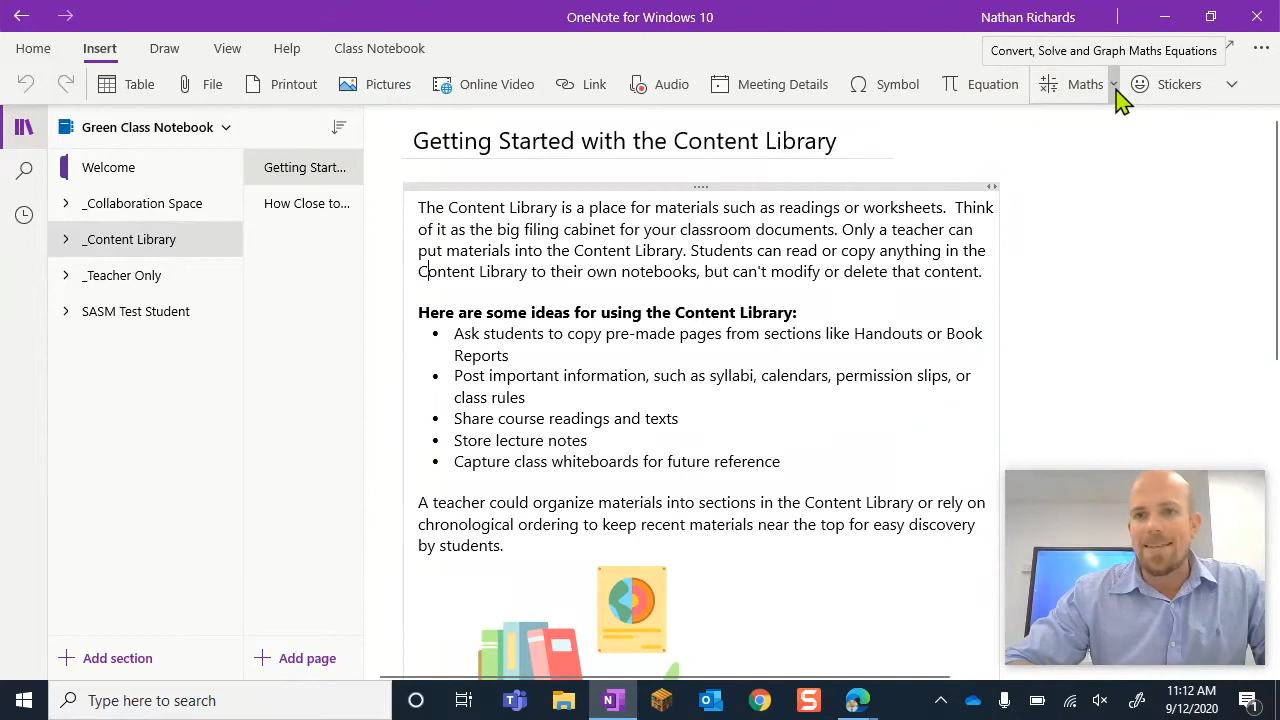 OneNote for Windows 10
Nathan Richards
Home
Insert
Draw
View
Help
Class Notebook
Convert, Solve and Graph Maths Equations
Table
File
Printout
Pictures
Online Video
Link
Audio
Meeting Details
Symbol
Equation
Maths
Stickers
Green Class Notebook
Welcome
_Collaboration Space
_Content Library
_Teacher Only
SASM Test Student
Getting Start...
How Close to...
Getting Started with the Content Library
The Content Library is a place for materials such as readings or worksheets. Think
of it as the big filing cabinet for your classroom documents. Only a teacher can
put materials into the Content Library. Students can read or copy anything in the
Content Library to their own notebooks, but can't modify or delete that content.
Here are some ideas for using the Content Library:
• Ask students to copy pre-made pages from sections like Handouts or Book
Reports
• Post important information, such as syllabi, calendars, permission slips, or
class rules
• Share course readings and texts
• Store lecture notes
• Capture class whiteboards for future reference
A teacher could organize materials into sections in the Content Library or rely on
chronological ordering to keep recent materials near the top for easy discovery
by students.
Add section
Add page
Type here to search
11:12 AM
9/12/2020
1